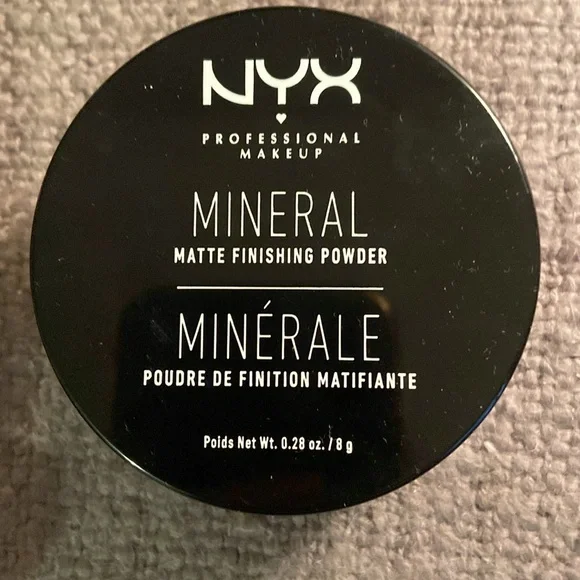 NYX
PROFESSIONAL
MAKEUP
MINERAL
MATTE FINISHING POWDER
MINÉRALE
POUDRE DE FINITION MATIFIANTE
Poids Net Wt. 0.28 oz. / 8 g